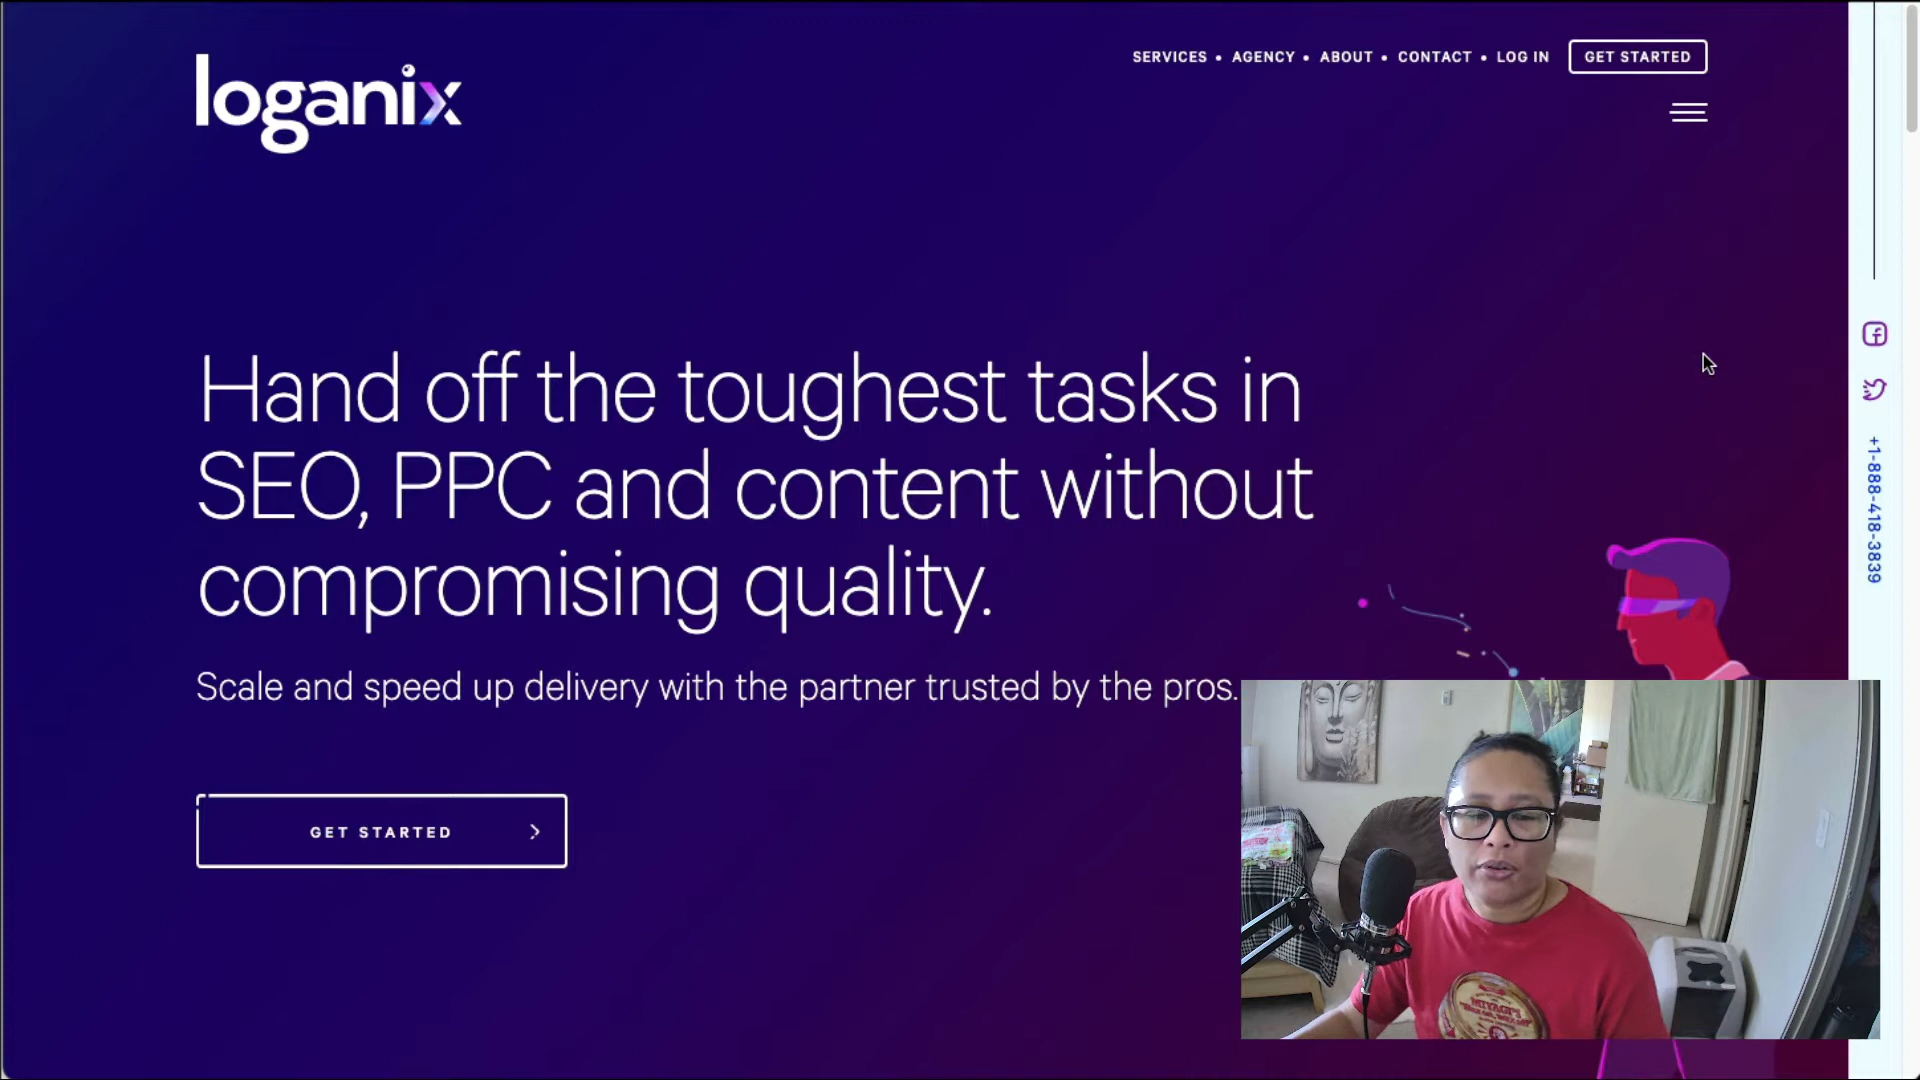 loganix
SERVICES • AGENCY • ABOUT • CONTACT • LOG IN
GET STARTED
Hand off the toughest tasks in
SEO, PPC and content without
compromising quality.
Scale and speed up delivery with the partner trusted by the pros.
GET STARTED
+1-888-418-3839
MIYAGI'S